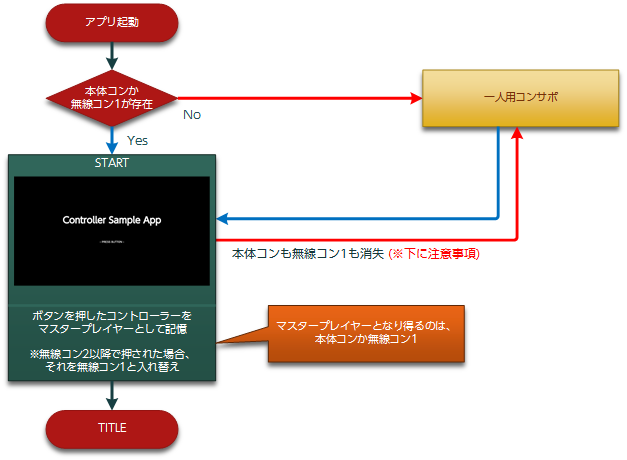 アプリ起動
本体コンか
無線コン1が存在
No
一人用コンサポ
Yes
START
Controller Sample App
- PRESS BUTTON -
本体コンも無線コン1も消失 (※下に注意事項)
ボタンを押したコントローラーを
マスタープレイヤーとして記憶
※無線コン2以降で押された場合、
それを無線コン1と入れ替え
マスタープレイヤーとなり得るのは、
本体コンか無線コン1
TITLE